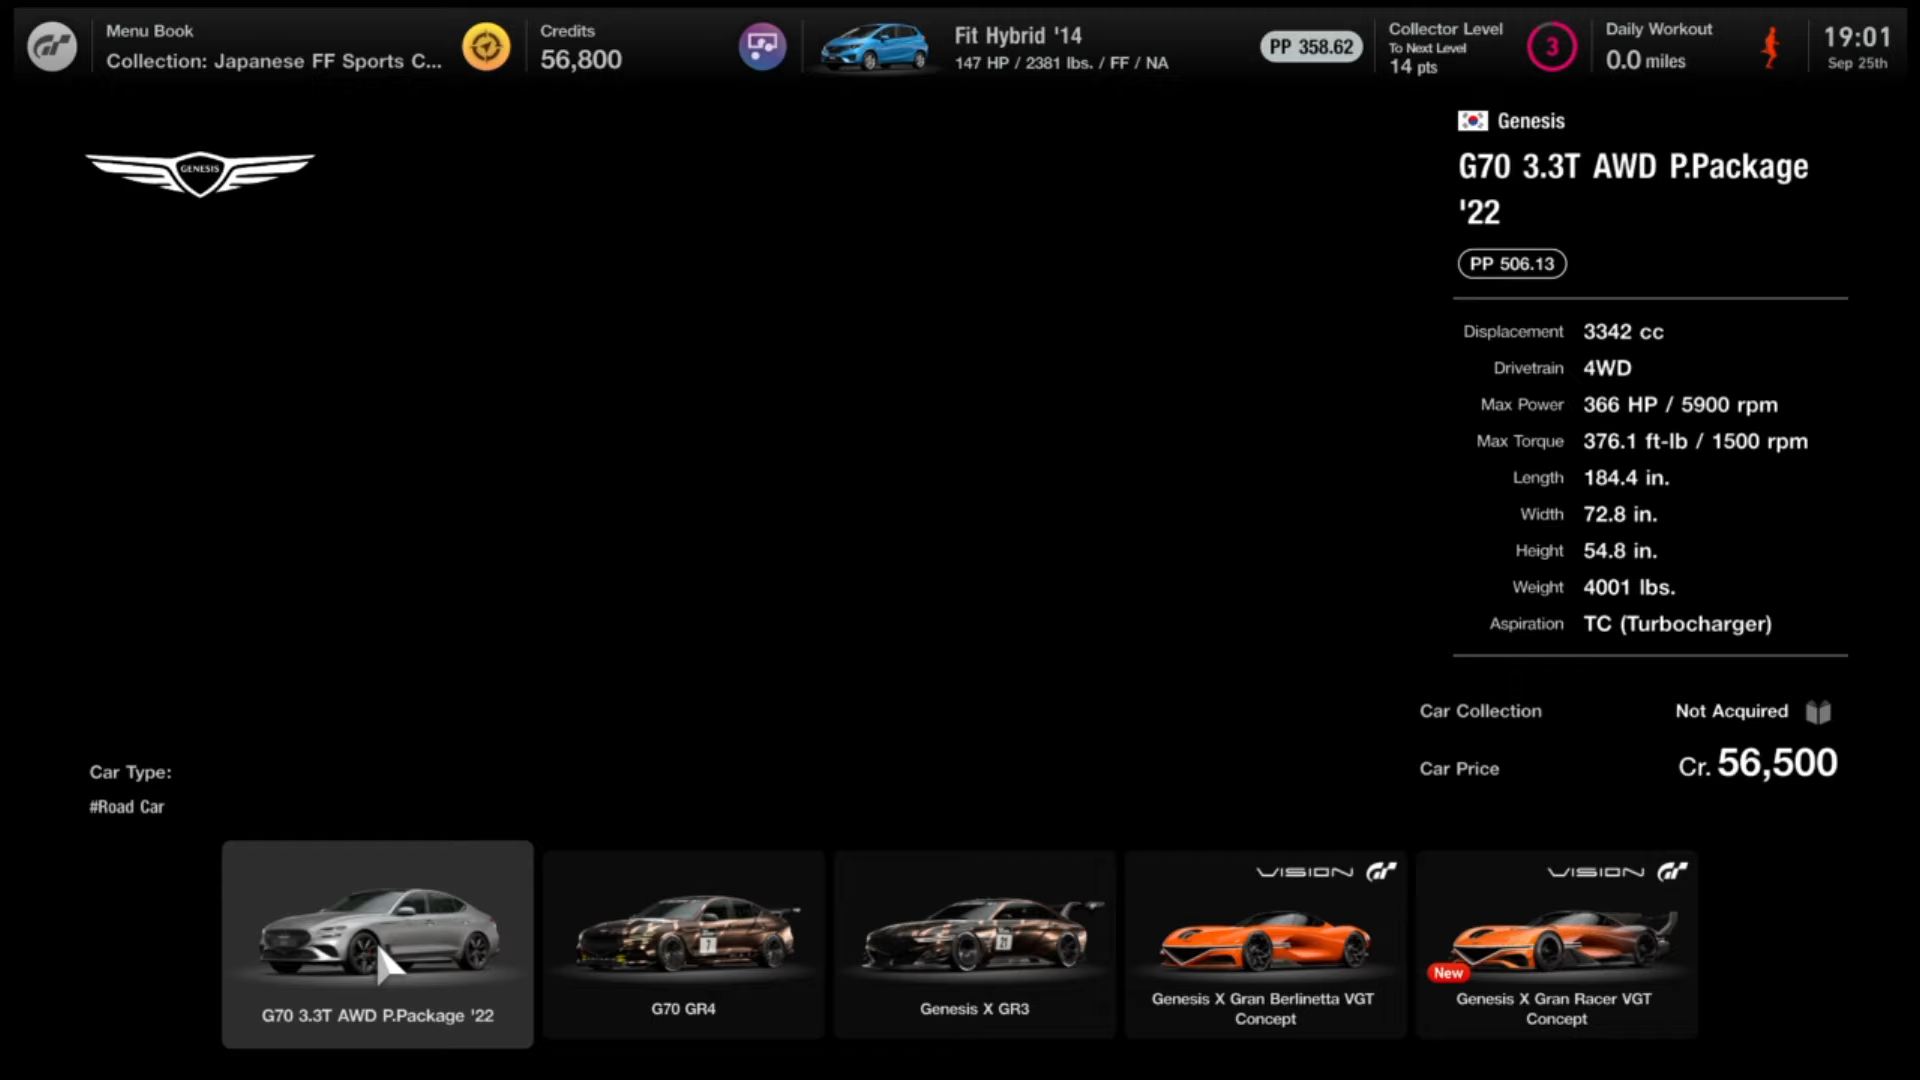 Menu Book
Collection: Japanese FF Sports C...
Credits
56,800
Fit Hybrid '14
147 HP / 2381 lbs. / FF / NA
PP 358.62
Collector Level
To Next Level
14 pts
3
Daily Workout
0.0 miles
19:01
Sep 25th
GENESIS
Genesis
G70 3.3T AWD P.Package
'22
PP 506.13
Displacement 3342 cc
Drivetrain 4WD
Max Power 366 HP / 5900 rpm
Max Torque 376.1 ft-lb / 1500 rpm
Length 184.4 in.
Width 72.8 in.
Height 54.8 in.
Weight 4001 lbs.
Aspiration TC (Turbocharger)
Car Collection Not Acquired
Car Price Cr. 56,500
Car Type:
#Road Car
G70 3.3T AWD P.Package '22
7
G70 GR4
21
Genesis X GR3
VISION GT
Genesis X Gran Berlinetta VGT
Concept
VISION GT
New
Genesis X Gran Racer VGT
Concept